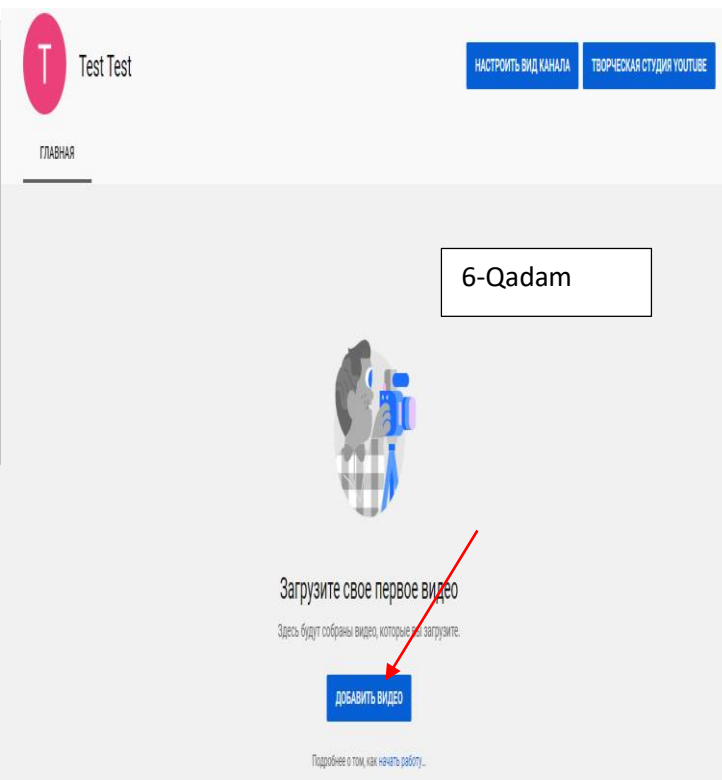 T
Test Test
НАСТРОИТЬ ВИД КАНАЛА
ТВОРЧЕСКАЯ СТУДИЯ YOUTUBE
ГЛАВНАЯ
6-Qadam
Загрузите свое первое видео
Здесь будут собраны видео, которые вы загрузите.
ДОБАВИТЬ ВИДЕО
Подробнее о том, как начать работу...